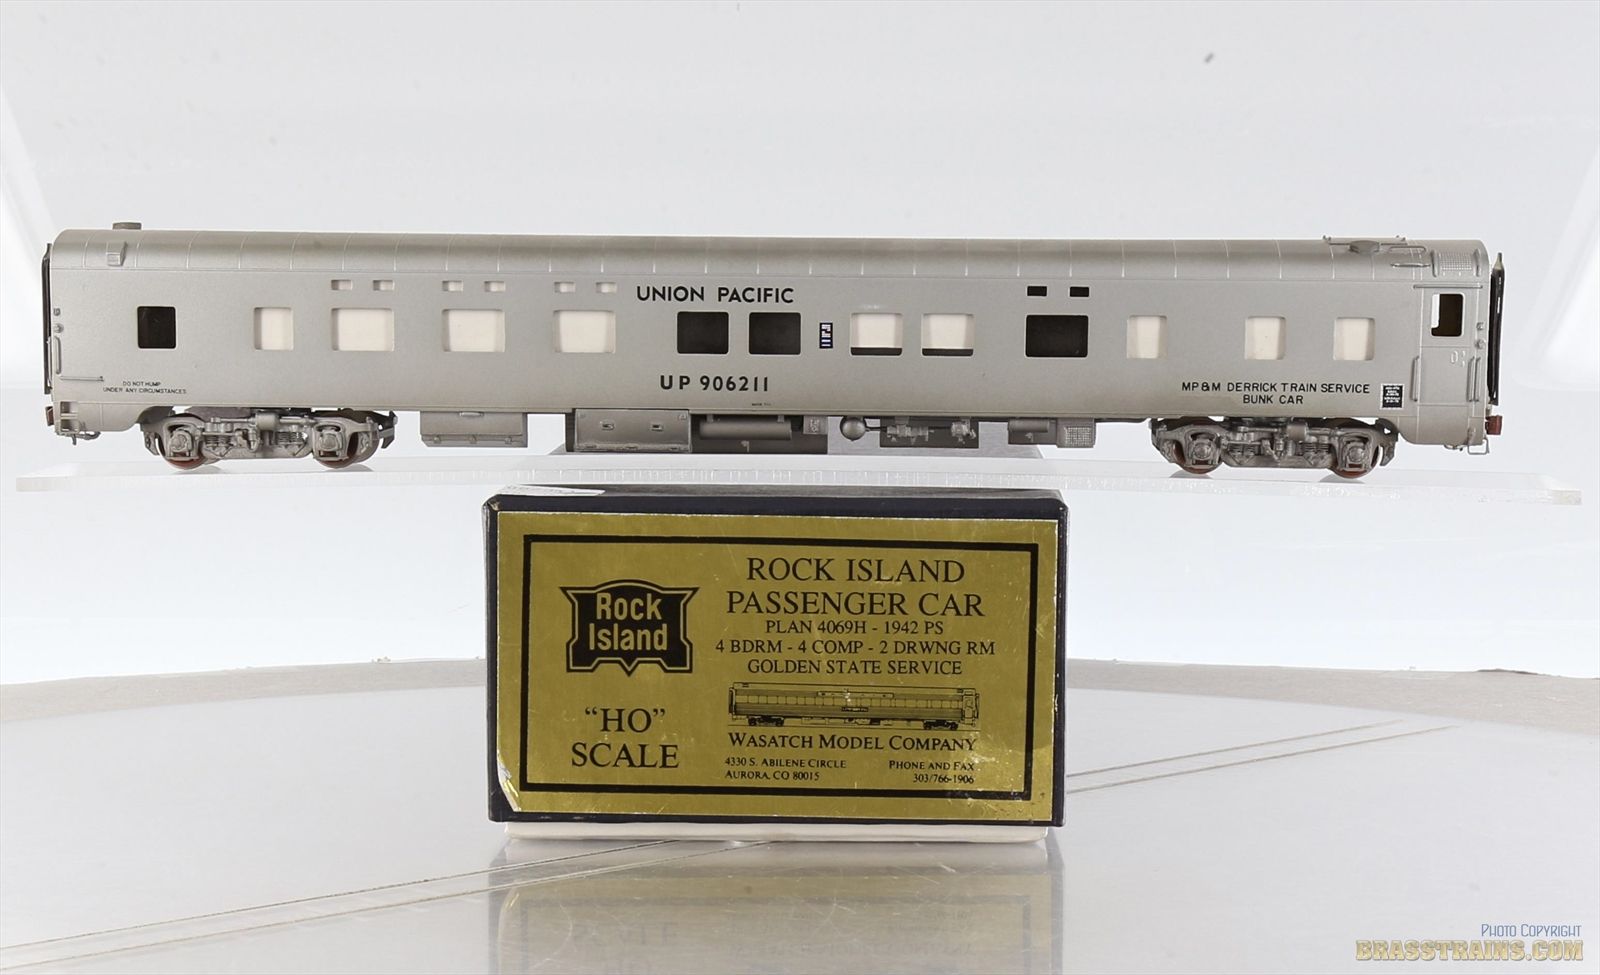 UNION PACIFIC
UP 906211
DO NOT HUMP
UNDER ANY CIRCUMSTANCES
MP&M DERRICK TRAIN SERVICE
BUNK CAR
Rock
Island
"HO"
SCALE
ROCK ISLAND
PASSENGER CAR
PLAN 4069H - 1942 PS
4 BDRM - 4 COMP - 2 DRWNG RM
GOLDEN STATE SERVICE
WASATCH MODEL COMPANY
4330 S. ABILENE CIRCLE
AURORA, CO 80015
PHONE AND FAX
303/766-1906
PHOTO COPYRIGHT
BRASSTRAINS.COM